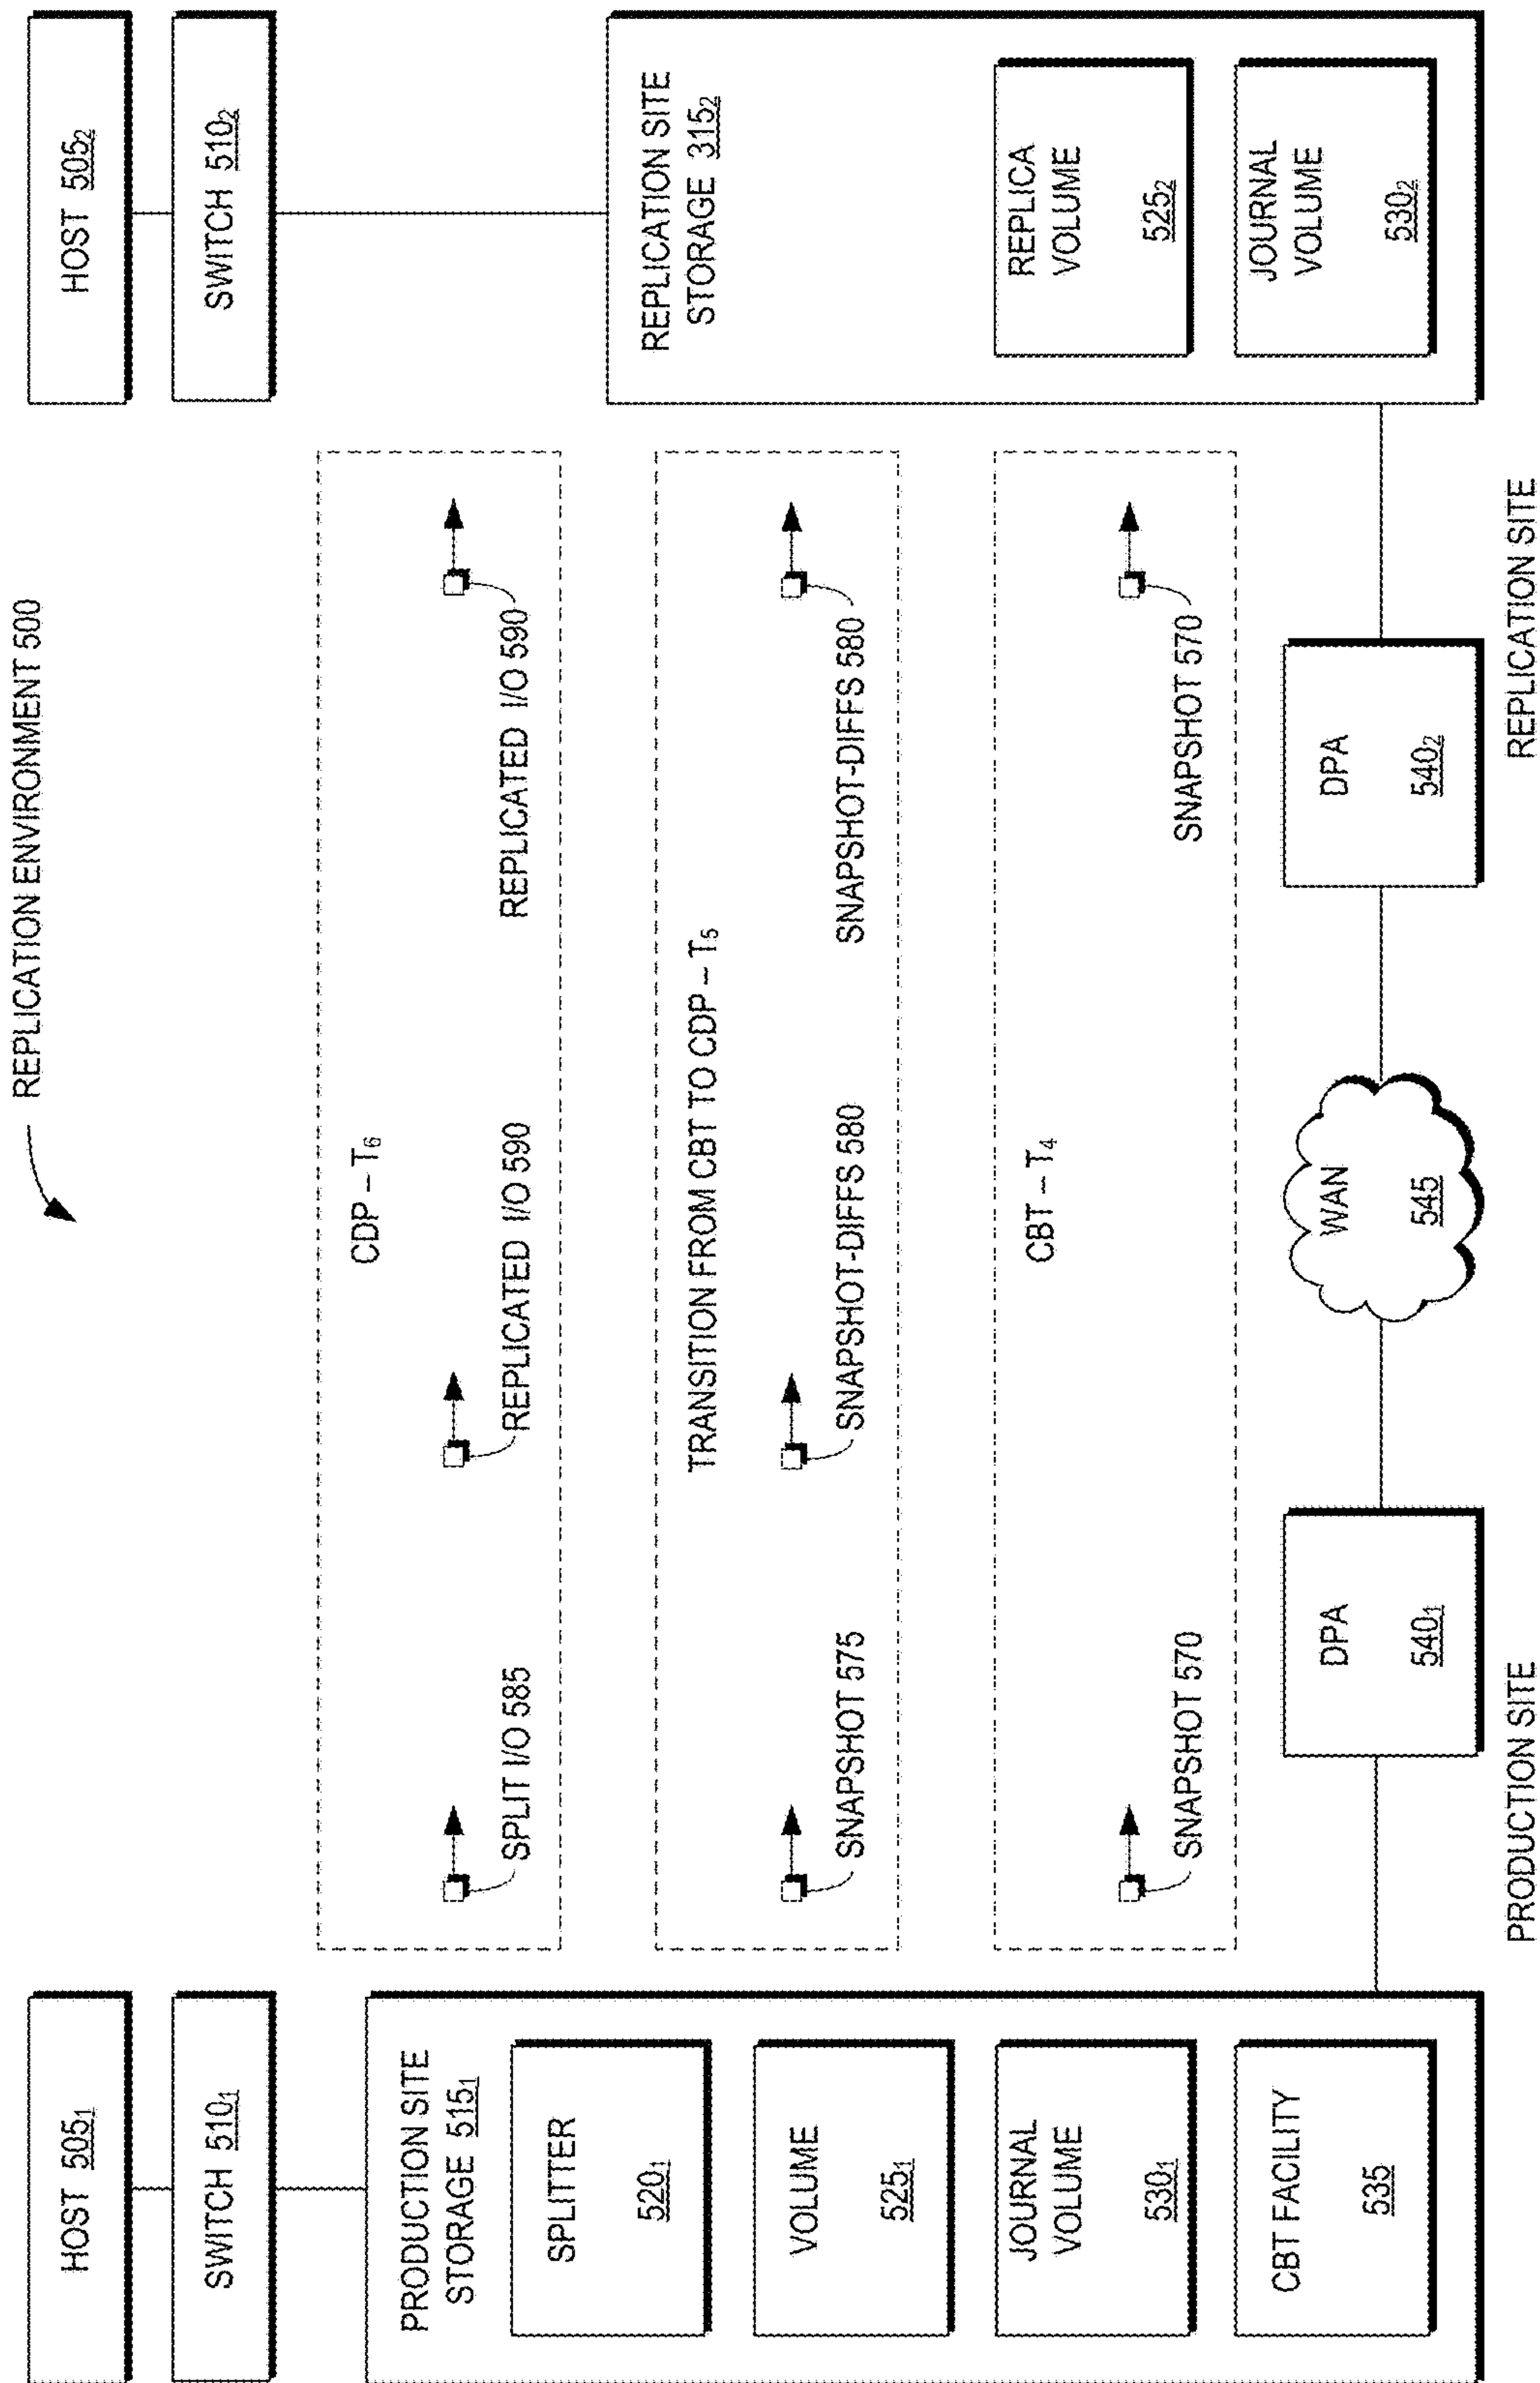 REPLICATION ENVIRONMENT 500
HOST 505₁
SWITCH 510₁
PRODUCTION SITE
STORAGE 515₁
SPLITTER
520₁
VOLUME
525₁
JOURNAL
VOLUME
530₁
CBT FACILITY
535
CDP – T₆
SPLIT I/O 585
REPLICATED I/O 590
REPLICATED I/O 590
TRANSITION FROM CBT TO CDP – T₅
SNAPSHOT 575
SNAPSHOT-DIFFS 580
SNAPSHOT-DIFFS 580
CBT – T₄
SNAPSHOT 570
SNAPSHOT 570
DPA
540₁
WAN
545
DPA
540₂
HOST 505₂
SWITCH 510₂
REPLICATION SITE
STORAGE 315₂
REPLICA
VOLUME
525₂
JOURNAL
VOLUME
530₂
PRODUCTION SITE
REPLICATION SITE